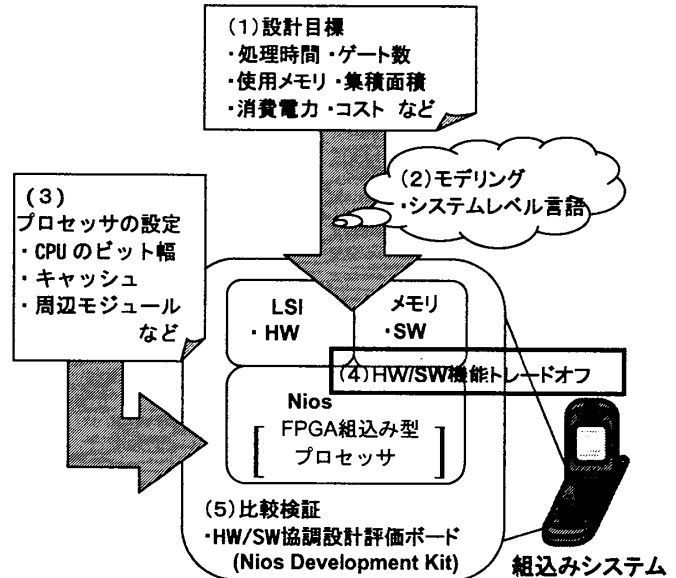 (1)設計目標
・処理時間 ・ゲート数
・使用メモリ ・集積面積
・消費電力 ・コスト など
(2)モデリング
・システムレベル言語
(3)
プロセッサの設定
・CPU のビット幅
・キャッシュ
・周辺モジュール
など
LSI
・HW
メモリ
・SW
(4)HW/SW機能トレードオフ
Nios
FPGA組込み型
プロセッサ
(5)比較検証
・HW/SW協調設計評価ボード
(Nios Development Kit)
組込みシステム